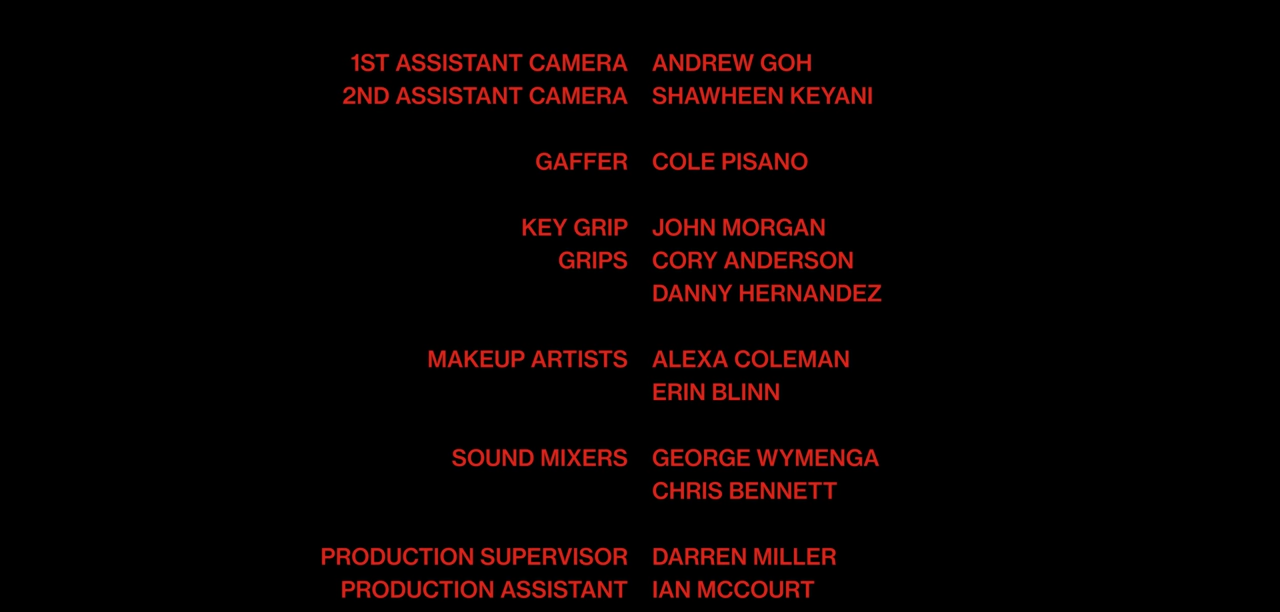 1ST ASSISTANT CAMERA ANDREW GOH
2ND ASSISTANT CAMERA SHAWHEEN KEYANI
GAFFER COLE PISANO
KEY GRIP JOHN MORGAN
GRIPS CORY ANDERSON
DANNY HERNANDEZ
MAKEUP ARTISTS ALEXA COLEMAN
ERIN BLINN
SOUND MIXERS GEORGE WYMENGA
CHRIS BENNETT
PRODUCTION SUPERVISOR DARREN MILLER
PRODUCTION ASSISTANT IAN MCCOURT